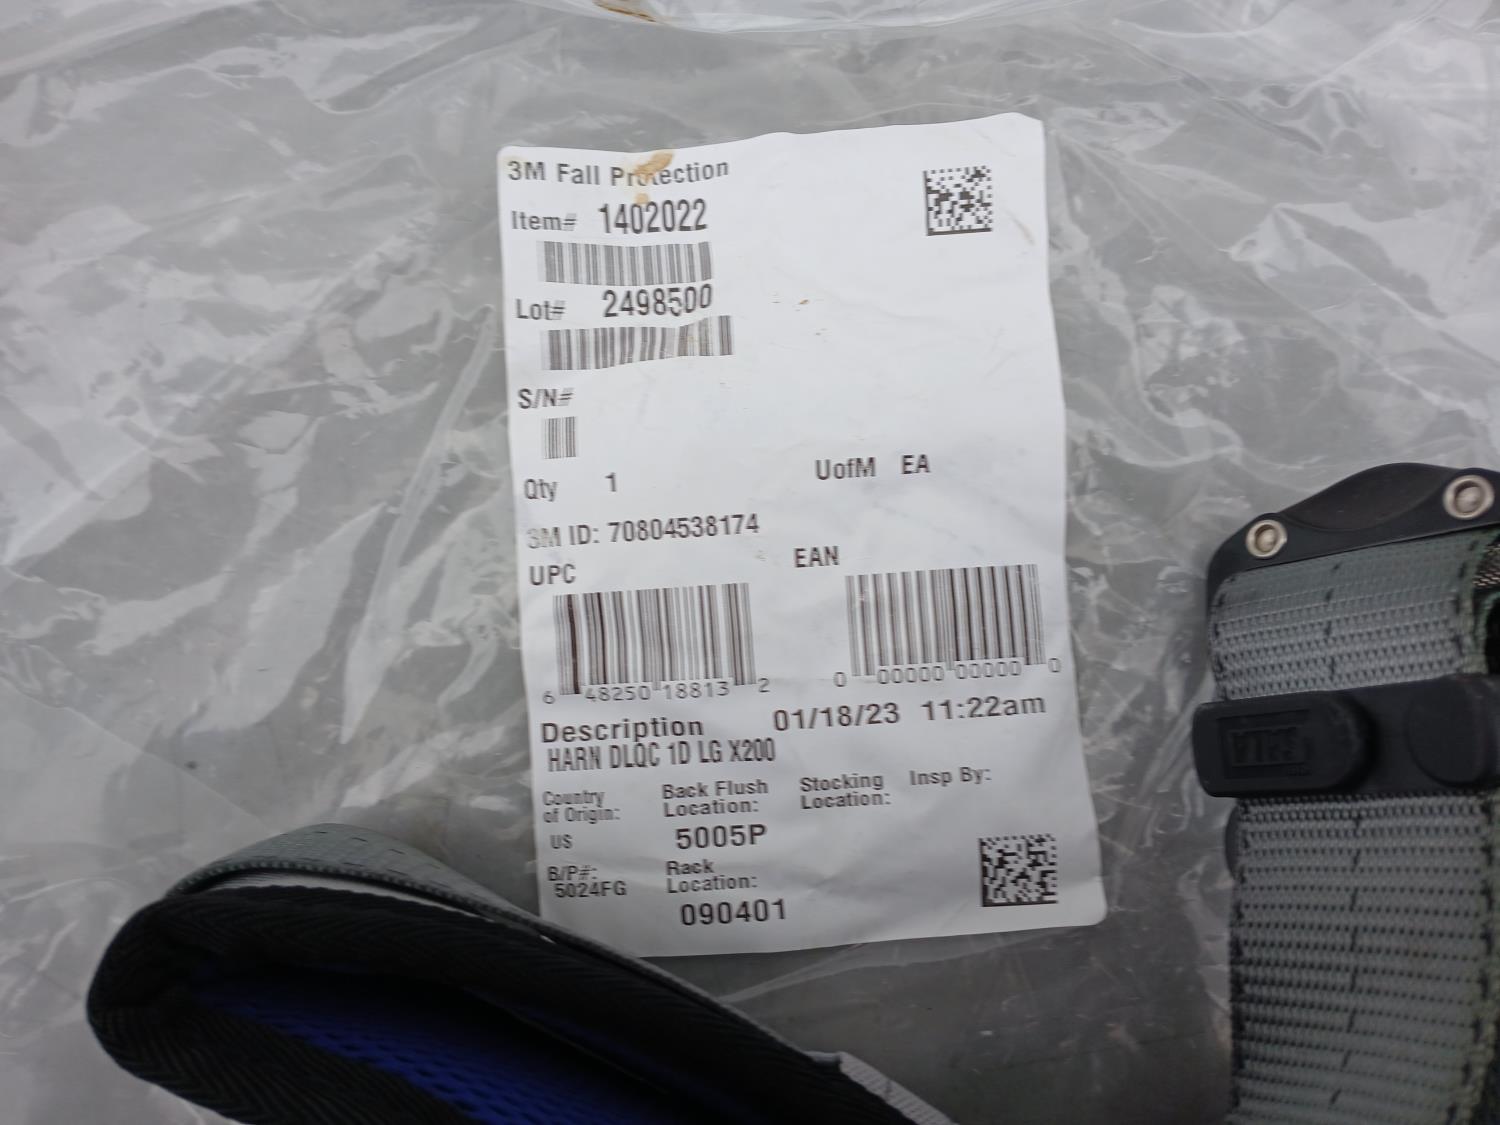 3M Fall Protection
Item# 1402022
Lot# 2498500
S/N#
Qty 1 UofM EA
3M ID: 70804538174
UPC EAN
6 48250 18813 2 0 00000 00000 0
Description 01/18/23 11:22am
HARN DLQC 1D LG X200
Country of Origin: Back Flush Location: Stocking Location: Insp By:
US 5005P
B/P#: Rack Location:
5024FG 090401